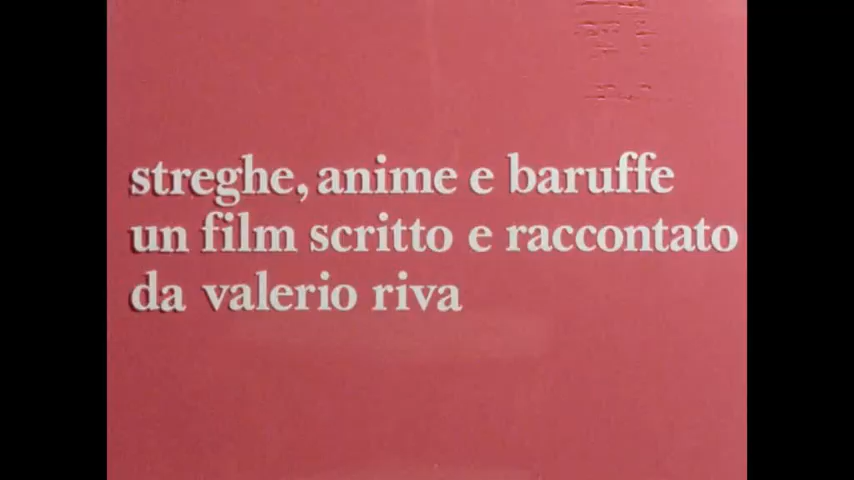 streghe, anime e baruffe
un film scritto e raccontato
da valerio riva